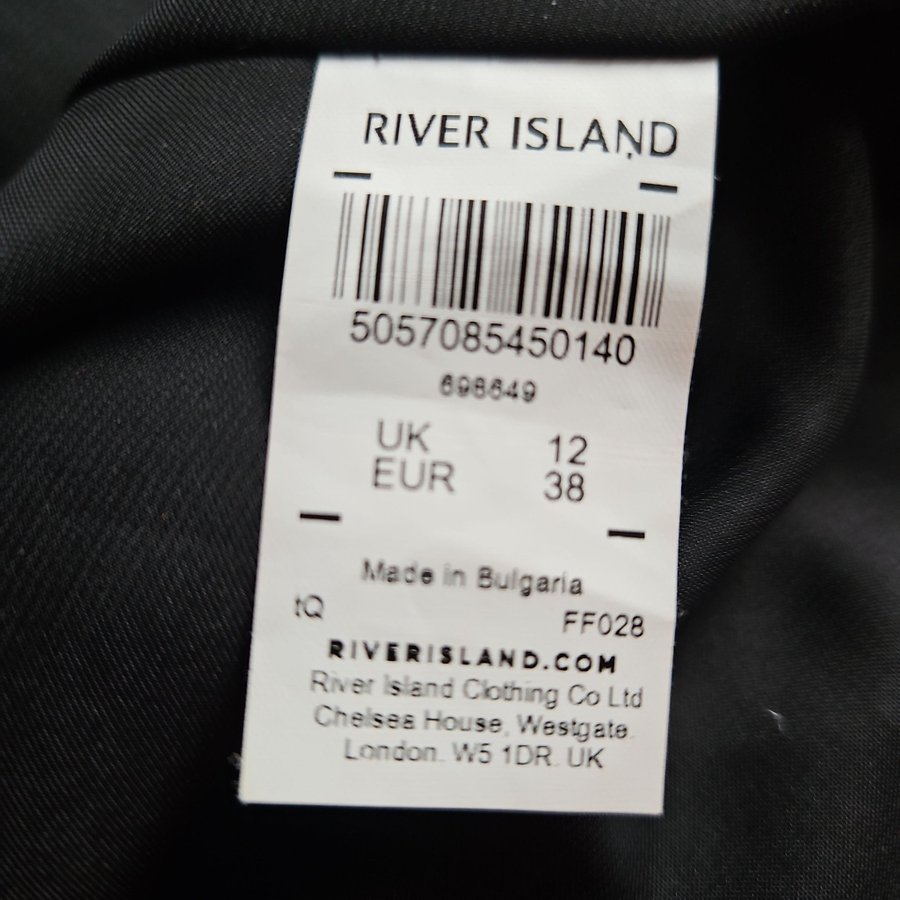 RIVER ISLAND
5057085450140
698649
UK 12
EUR 38
Made in Bulgaria
tQ FF028
RIVERISLAND.COM
River Island Clothing Co Ltd
Chelsea House, Westgate.
London. W5 1DR. UK